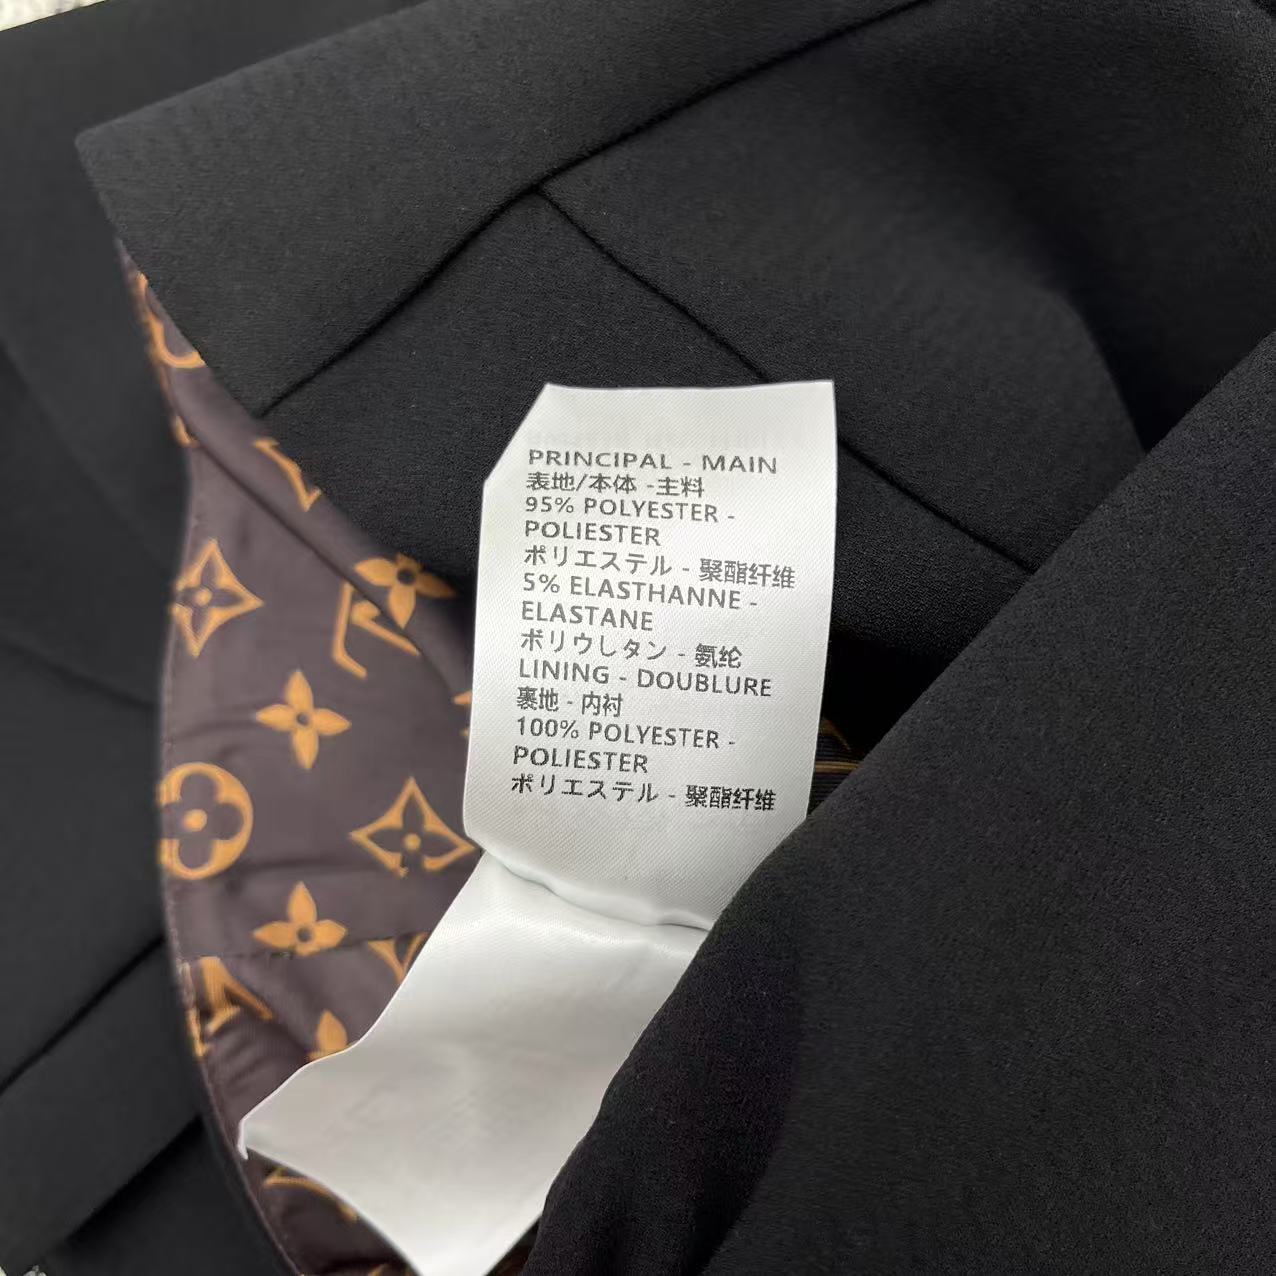 PRINCIPAL - MAIN
表地/本体 -主料
95% POLYESTER -
POLIESTER
ポリエステル - 聚酯纤维
5% ELASTHANNE -
ELASTANE
ポリウしタン - 氨纶
LINING - DOUBLURE
裏地 - 内衬
100% POLYESTER -
POLIESTER
ポリエステル - 聚酯纤维